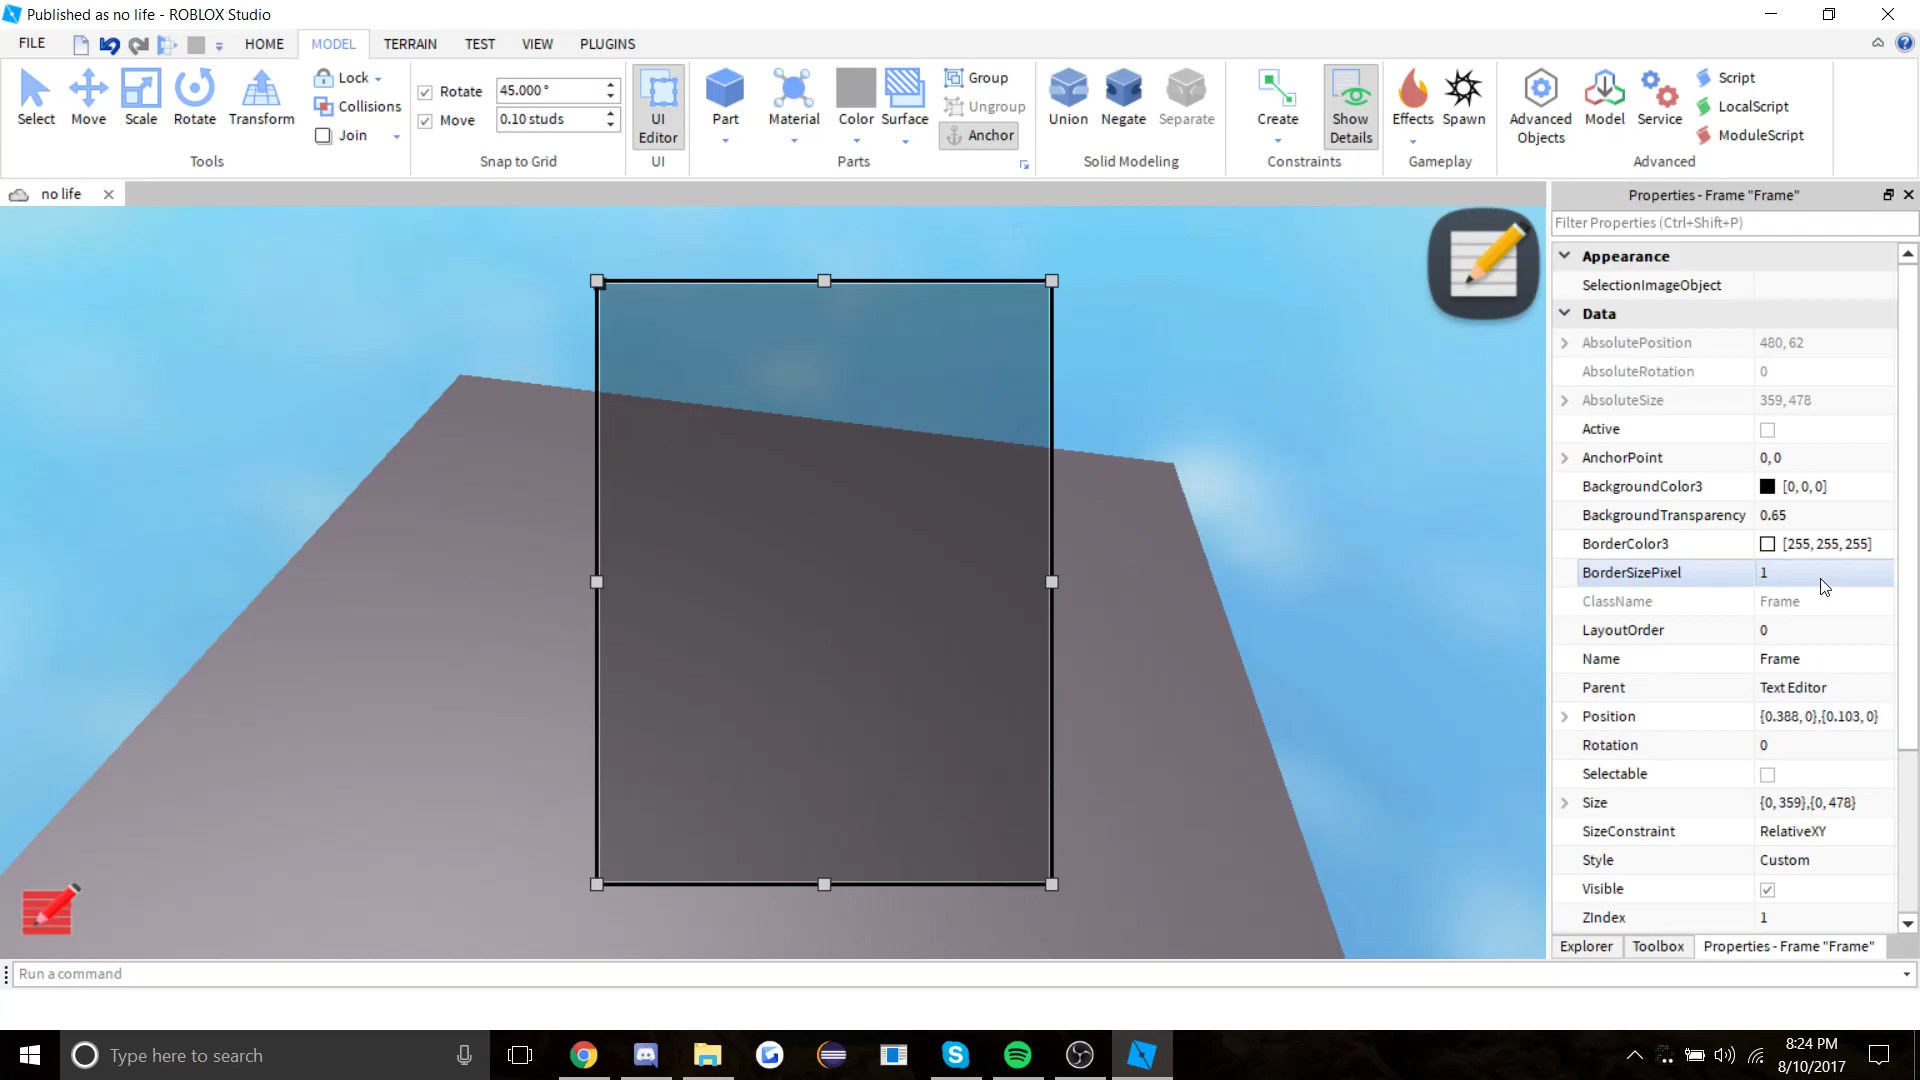 Published as no life - ROBLOX Studio
FILE HOME MODEL TERRAIN TEST VIEW PLUGINS
Select Move Scale Rotate Transform
Lock
Collisions
Join
Tools
Rotate 45.000 °
Move 0.10 studs
Snap to Grid
UI Editor
UI
Part Material Color Surface
Group
Ungroup
Anchor
Parts
Union Negate Separate
Solid Modeling
Create
Show Details
Constraints
Effects Spawn
Gameplay
Advanced Objects
Model Service
Script
LocalScript
ModuleScript
Advanced
no life
Properties - Frame "Frame"
Filter Properties (Ctrl+Shift+P)
Appearance
SelectionImageObject
Data
AbsolutePosition 480, 62
AbsoluteRotation 0
AbsoluteSize 359, 478
Active
AnchorPoint 0, 0
BackgroundColor3 [0, 0, 0]
BackgroundTransparency 0.65
BorderColor3 [255, 255, 255]
BorderSizePixel 1
ClassName Frame
LayoutOrder 0
Name Frame
Parent Text Editor
Position {0.388, 0},{0.103, 0}
Rotation 0
Selectable
Size {0, 359},{0, 478}
SizeConstraint RelativeXY
Style Custom
Visible
ZIndex 1
Explorer Toolbox Properties - Frame "Frame"
Run a command
Type here to search
8:24 PM
8/10/2017